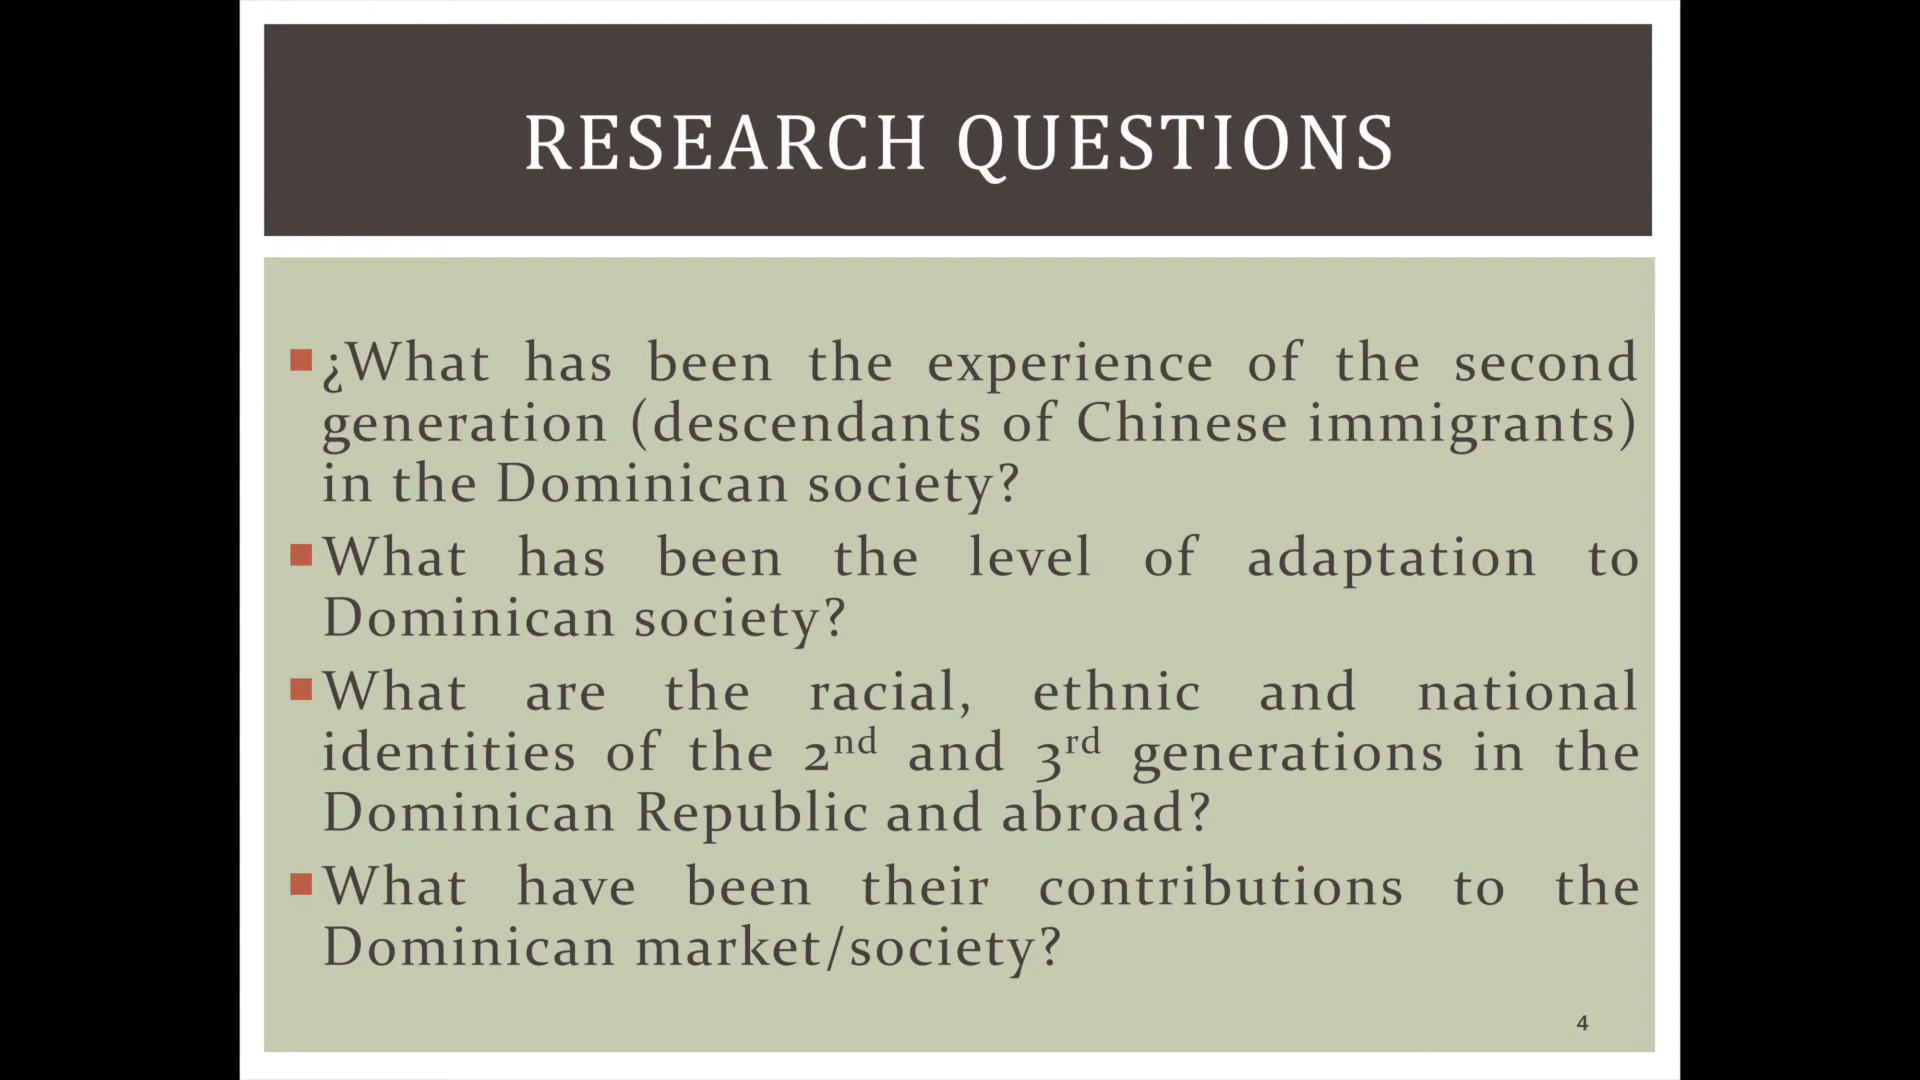 RESEARCH QUESTIONS
¿What has been the experience of the second
generation (descendants of Chinese immigrants)
in the Dominican society?
What has been the level of adaptation to
Dominican society?
What are the racial, ethnic and national
identities of the 2nd and 3rd generations in the
Dominican Republic and abroad?
What have been their contributions to the
Dominican market/society?
4